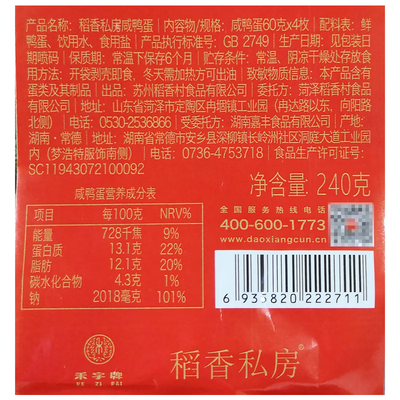 产品名称：稻香私房咸鸭蛋 | 内容物/规格：咸鸭蛋60克x4枚 | 配料表：鲜
鸭蛋、饮用水、食用盐 | 产品执行标准号：GB 2749 | 生产日期：见包装日
期喷码 | 保质期：常温下保存6个月 | 贮存条件：常温、阴凉干燥处存放食
用方法：开袋剥壳即食，冬天需加热方可出油 | 致敏物质信息：本产品含有
蛋类及其制品 | 出品商：苏州稻香村食品有限公司 | 委托方：菏泽稻香村食品
有限公司 | 地址：山东省菏泽市定陶区冉堌镇工业园（由达路以东、向阳路
北侧） | 电话：0530-2536866 | 受委托方：湖南嘉丰食品有限公司 | 产地：
湖南·常德 | 地址：湖南省常德市安乡县深柳镇长岭洲社区洞庭大道工业园
内（梦浩特服饰南侧） | 电话：0736-4753718 | 食品生产许可证号：
SC11943072100092
净含量：240克
咸鸭蛋营养成分表
项目 每100克 NRV%
能量 728千焦 9%
蛋白质 13.1克 22%
脂肪 12.1克 20%
碳水化合物 4.3克 1%
钠 2018毫克 101%
全国服务热线电话
400-600-1773
www.daoxiangcun.cn
6 935820 222711
禾字牌
HE ZI PAI
稻香私房